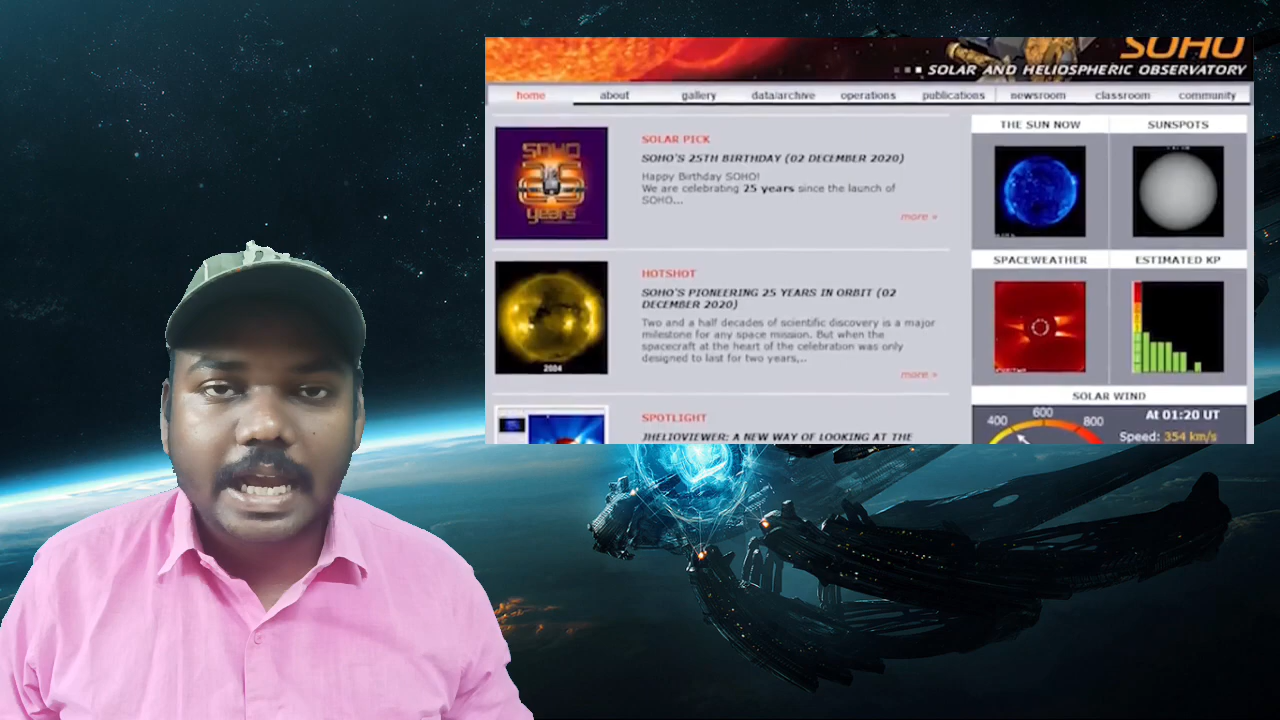 SOHO
SOLAR AND HELIOSPHERIC OBSERVATORY
home about gallery data/archive operations publications newsroom classroom community
SOHO
25
years
SOLAR PICK
SOHO'S 25TH BIRTHDAY (02 DECEMBER 2020)
Happy Birthday SOHO!
We are celebrating 25 years since the launch of
SOHO...
more »
2004
HOTSHOT
SOHO'S PIONEERING 25 YEARS IN ORBIT (02
DECEMBER 2020)
Two and a half decades of scientific discovery is a major
milestone for any space mission. But when the
spacecraft at the heart of the celebration was only
designed to last for two years,..
more »
SPOTLIGHT
JHELIOVIEWER: A NEW WAY OF LOOKING AT THE
THE SUN NOW
SUNSPOTS
SPACEWEATHER
ESTIMATED KP
SOLAR WIND
400 600 800
At 01:20 UT
Speed: 354 km/s